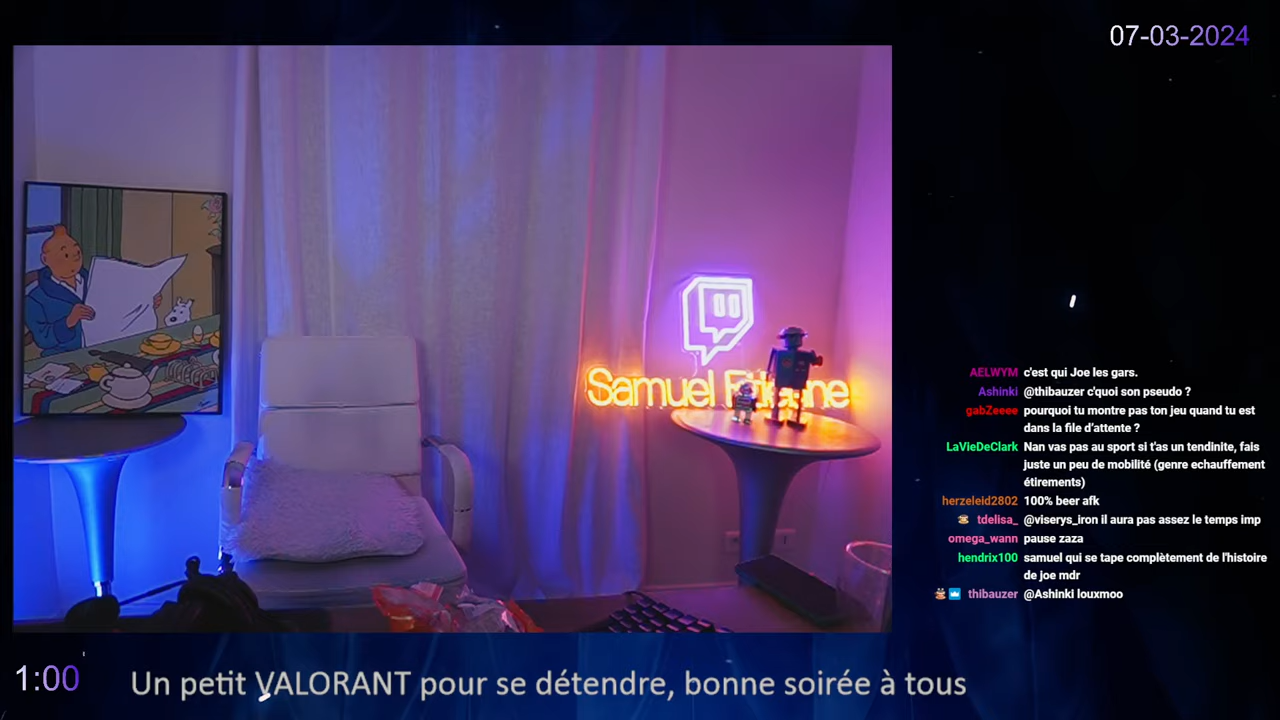 07-03-2024
Samuel Etienne
AELWYM c'est qui Joe les gars.
Ashinki @thibauzer c'quoi son pseudo ?
gabZeeee pourquoi tu montre pas ton jeu quand tu est
dans la file d'attente ?
LaVieDeClark Nan vas pas au sport si t'as un tendinite, fais
juste un peu de mobilité (genre echauffement
étirements)
herzeleid2802 100% beer afk
tdelisa_ @viserys_iron il aura pas assez le temps imp
omega_wann pause zaza
hendrix100 samuel qui se tape complètement de l'histoire
de joe mdr
thibauzer @Ashinki louxmoo
1:00
Un petit VALORANT pour se détendre, bonne soirée à tous